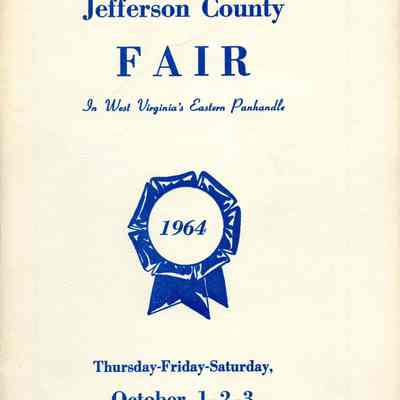 Jefferson County
FAIR
In West Virginia's Eastern Panhandle
1964
Thursday-Friday-Saturday,
October 1-2-3